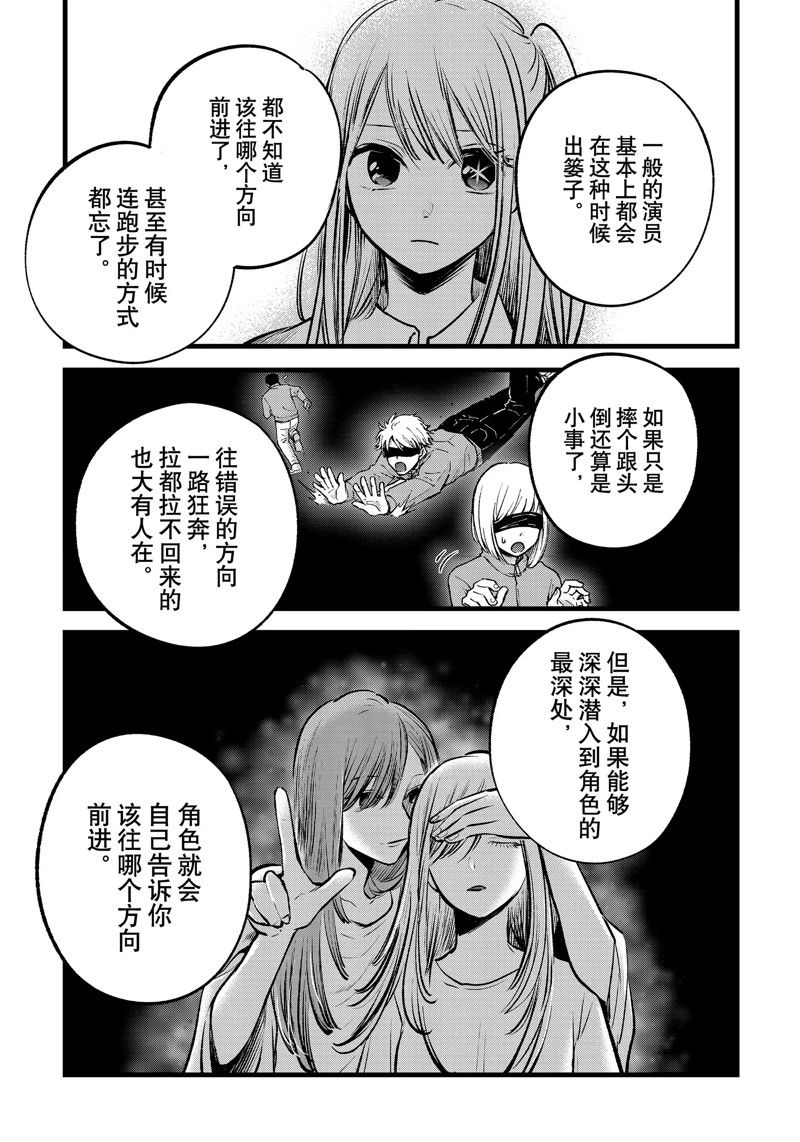 一般的演员
基本上都会
在这种时候
出篓子。
都不知道
该往哪个方向
前进了，
甚至有时候
连跑步的方式
都忘了。
如果只是
摔个跟头
倒还算是
小事了，
往错误的方向
一路狂奔，
拉都拉不回来的
也大有人在。
但是，如果能够
深深潜入到角色的
最深处，
角色就会
自己告诉你
该往哪个方向
前进。